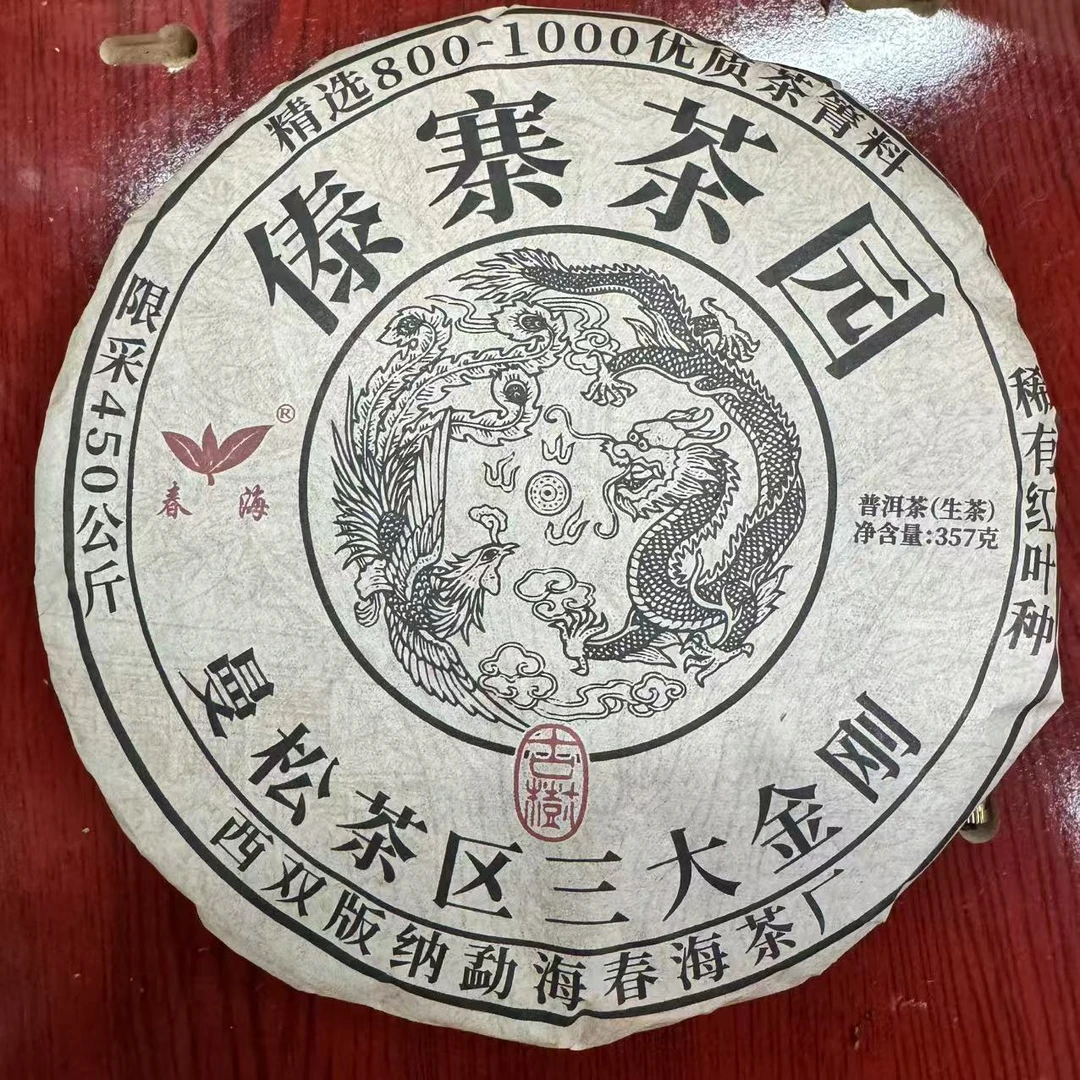 精选800-1000优质茶箐料
傣寨茶园
限采450公斤
®
春海
稀有红叶种
普洱茶(生茶)
净含量:357克
古樹
曼松茶区三大金刚
西双版纳勐海春海茶厂